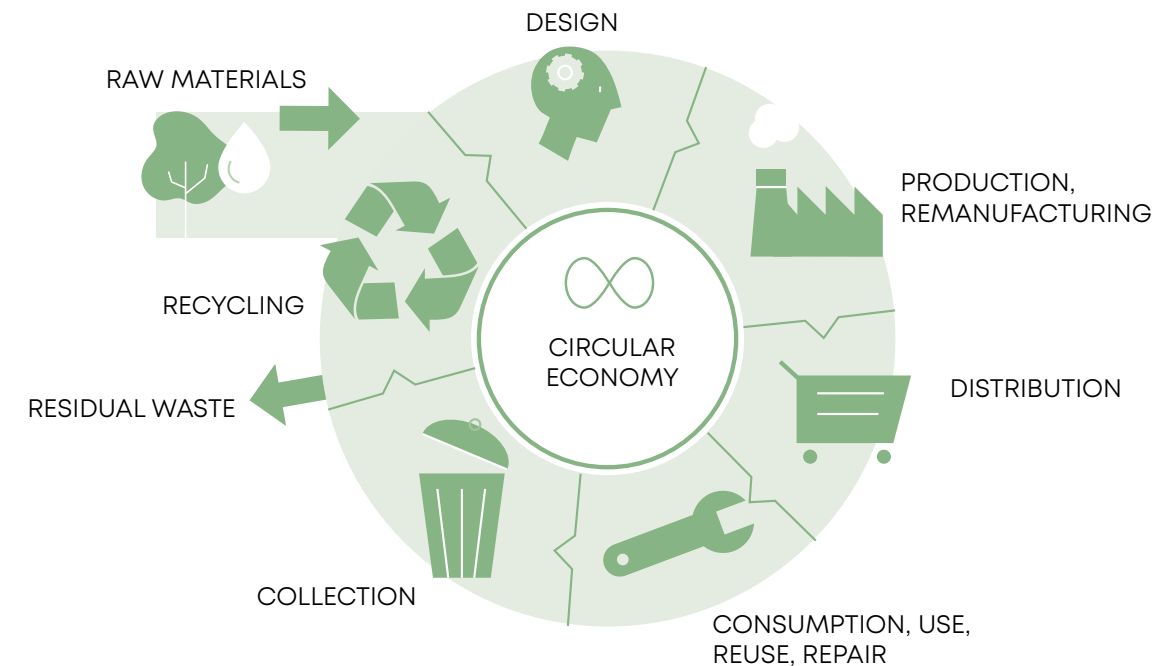 DESIGN
RAW MATERIALS
PRODUCTION,
REMANUFACTURING
RECYCLING
CIRCULAR
ECONOMY
DISTRIBUTION
RESIDUAL WASTE
COLLECTION
CONSUMPTION, USE,
REUSE, REPAIR